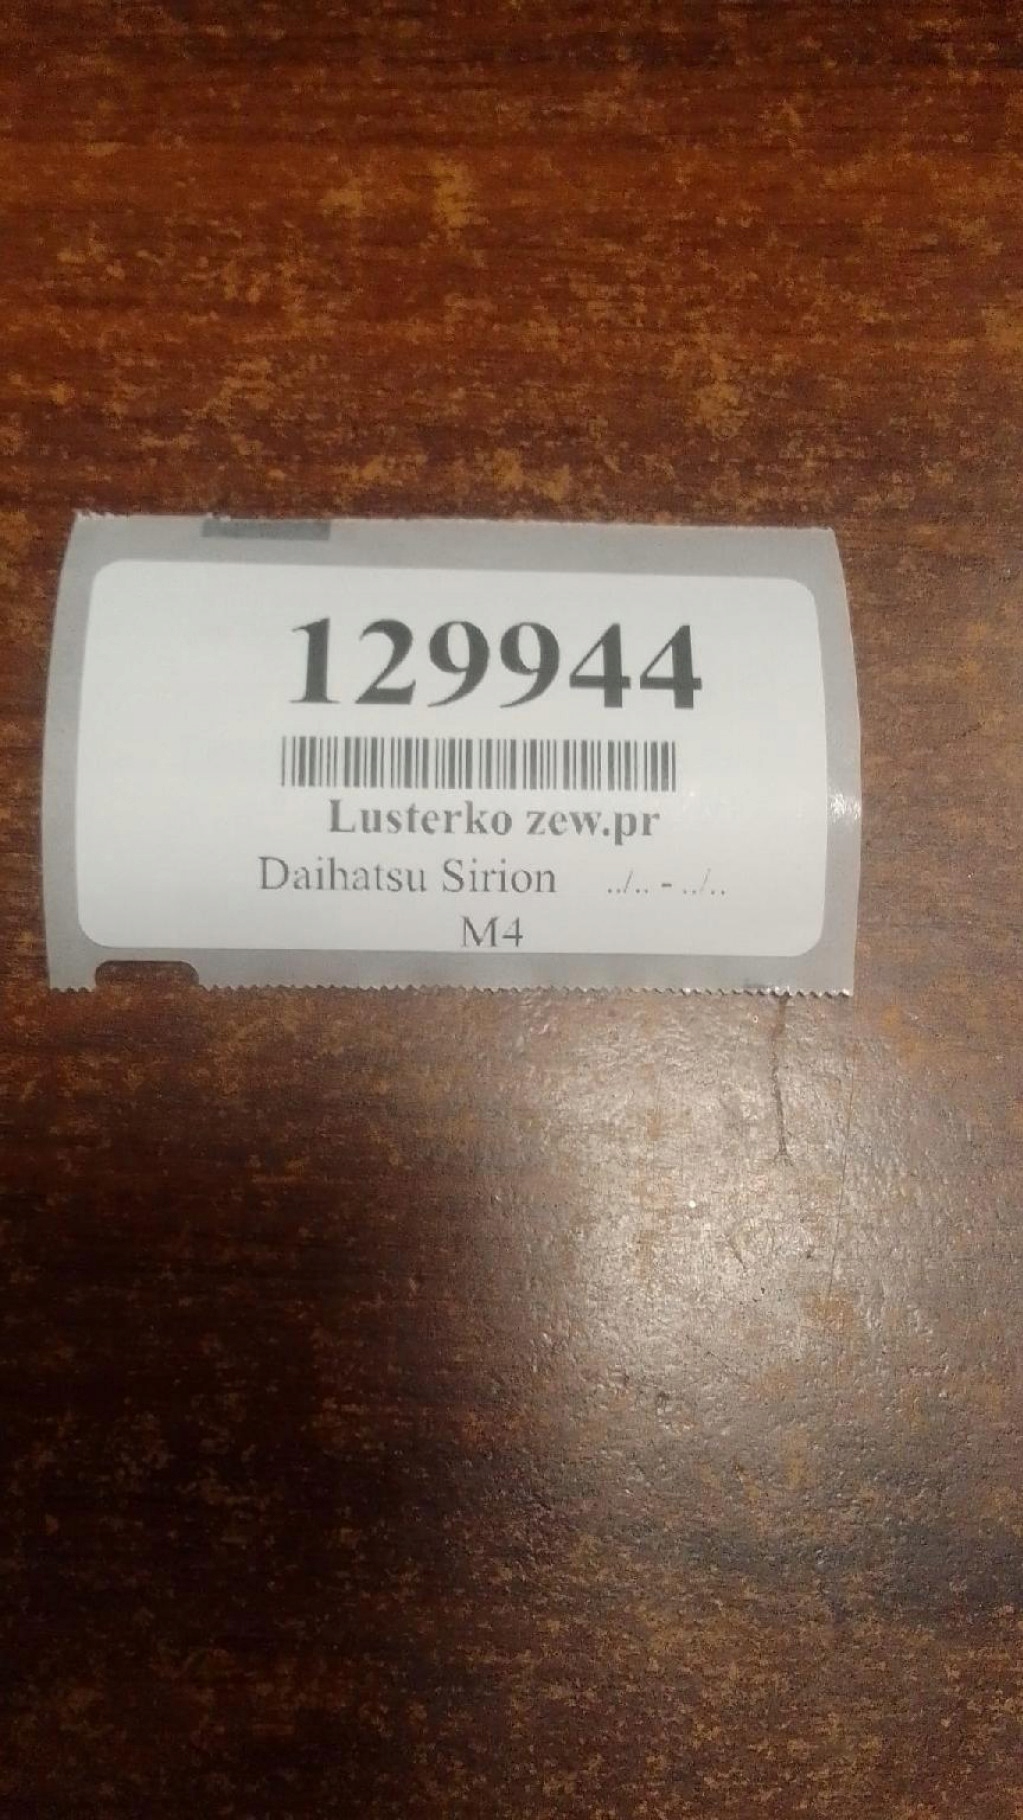 129944
Lusterko zew.pr
Daihatsu Sirion ../.. - ../..
M4